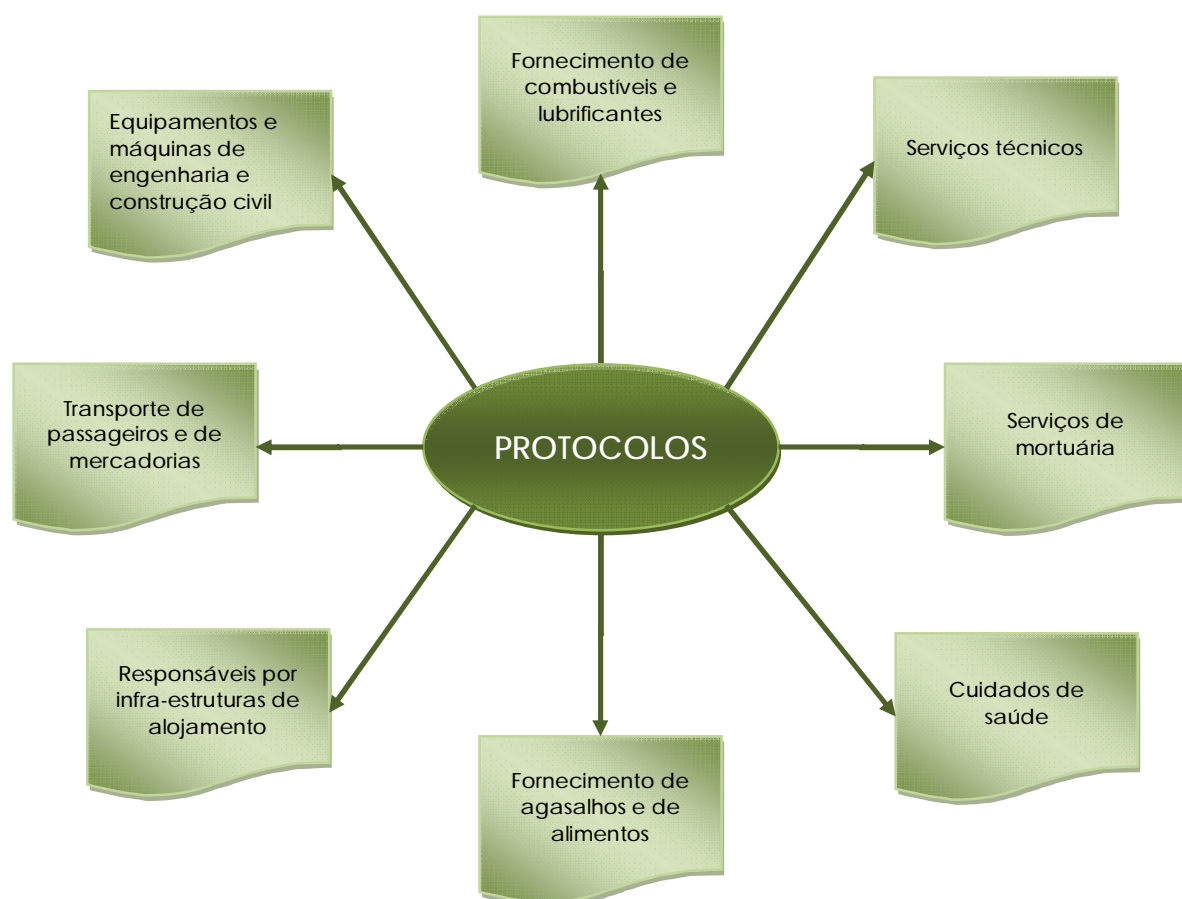 Fornecimento de
combustíveis e
lubrificantes
Equipamentos e
máquinas de
engenharia e
construção civil
Serviços técnicos
Transporte de
passageiros e de
mercadorias
PROTOCOLOS
Serviços de
mortuária
Responsáveis por
infra-estruturas de
alojamento
Cuidados de
saúde
Fornecimento de
agasalhos e de
alimentos